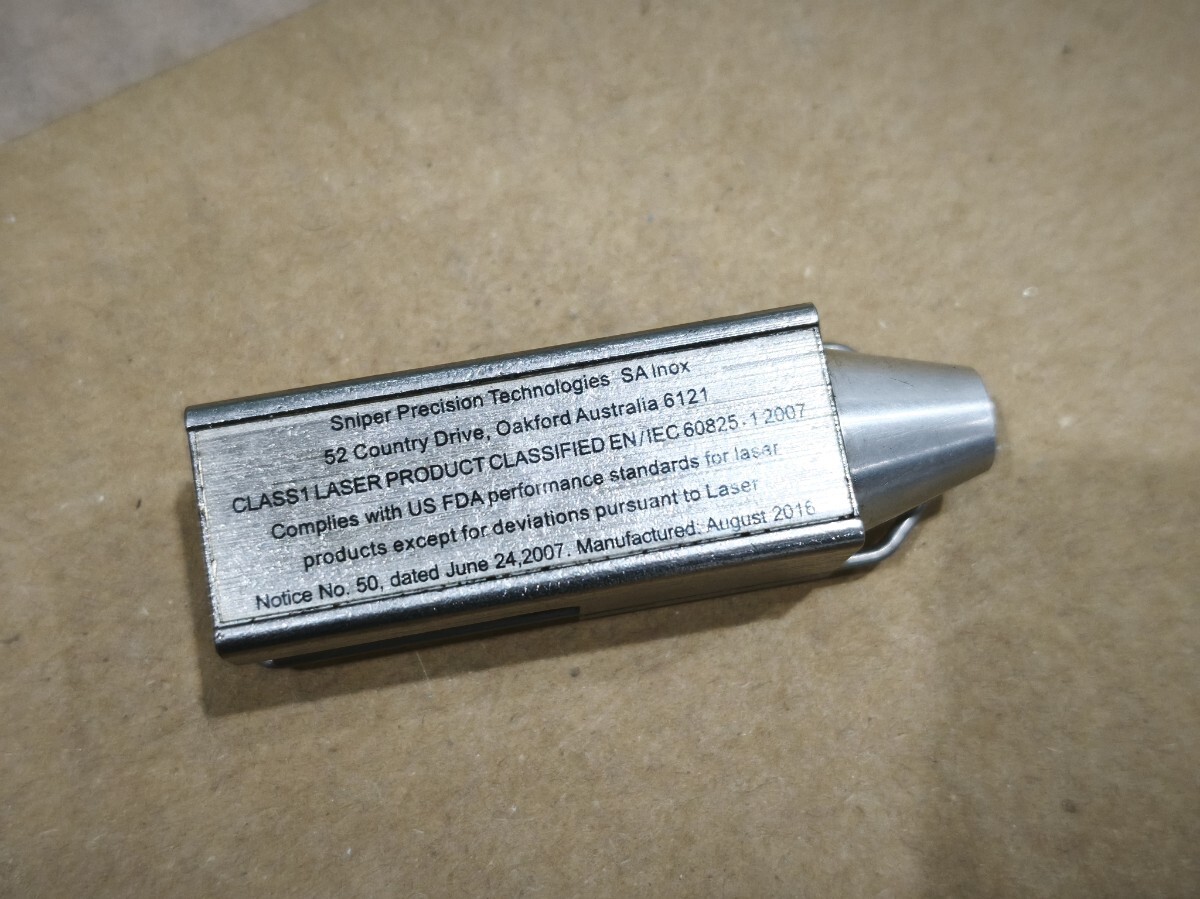 Sniper Precision Technologies SA Inox
52 Country Drive, Oakford Australia 6121
CLASS1 LASER PRODUCT CLASSIFIED EN/IEC 60825-1 2007
Complies with US FDA performance standards for laser
products except for deviations pursuant to Laser
Notice No. 50, dated June 24,2007. Manufactured: August 2016